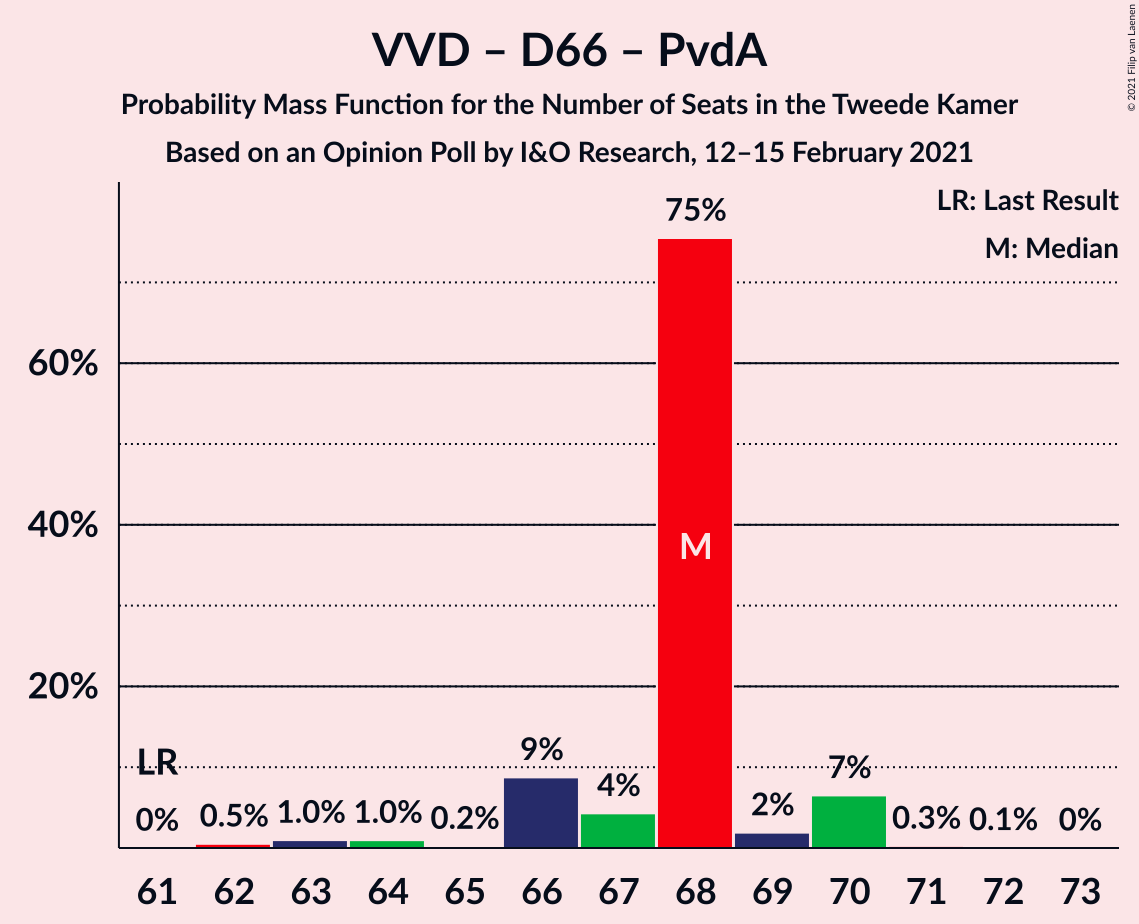 VVD – D66 – PvdA
Probability Mass Function for the Number of Seats in the Tweede Kamer
Based on an Opinion Poll by I&O Research, 12–15 February 2021
© 2021 Filip van Laenen
LR: Last Result
M: Median
75%
60%
40%
20%
M
LR
0%
0.5%
1.0%
1.0%
0.2%
9%
4%
2%
7%
0.3%
0.1%
0%
61 62 63 64 65 66 67 68 69 70 71 72 73